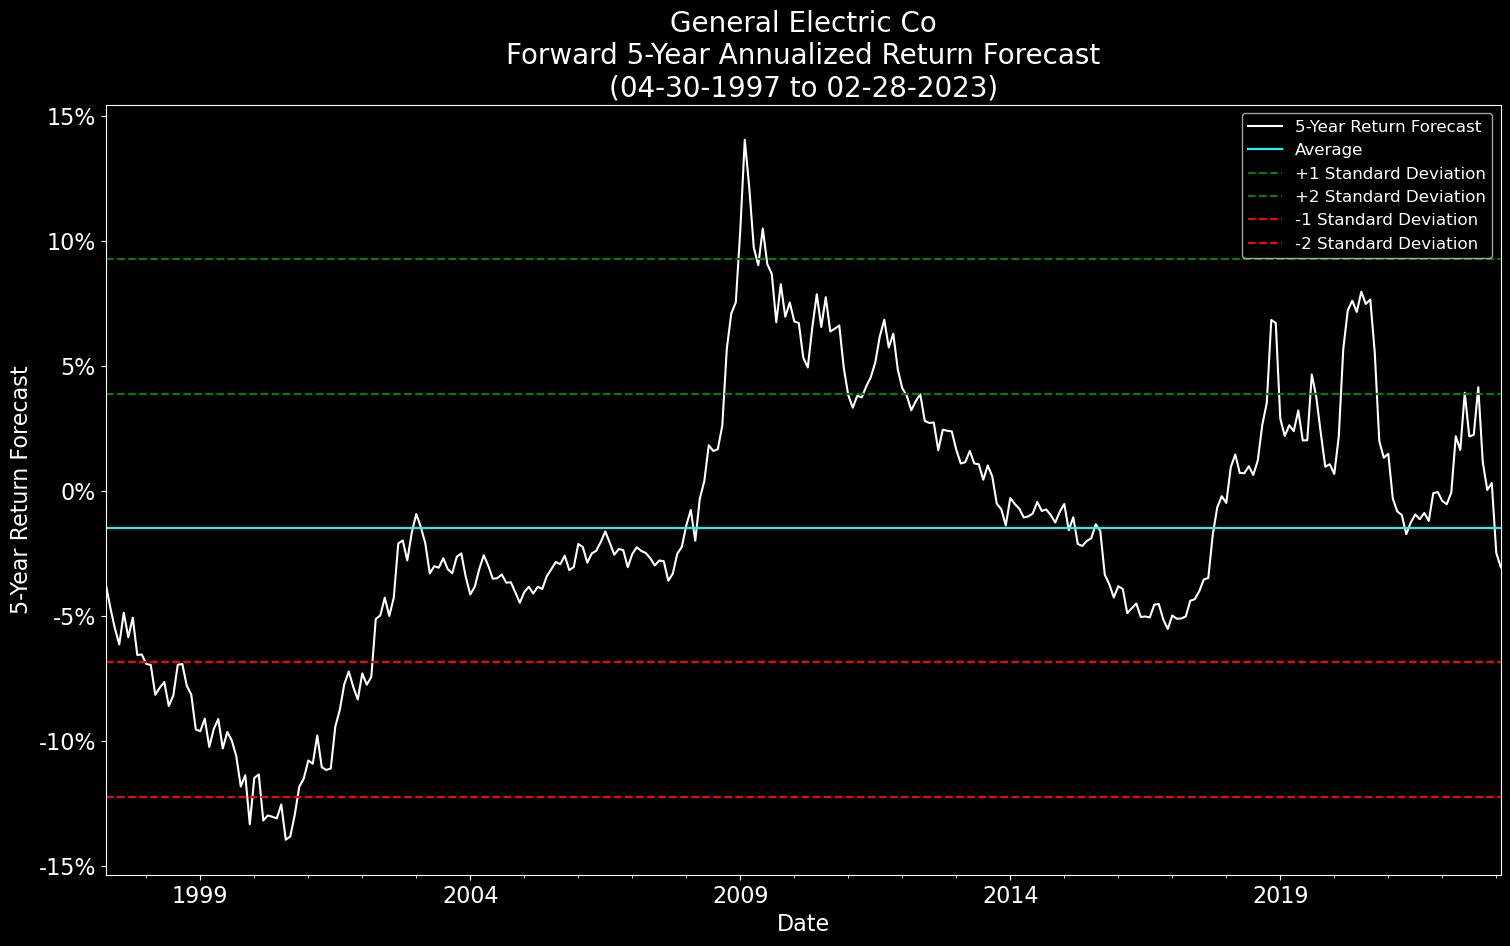 General Electric Co
Forward 5-Year Annualized Return Forecast
(04-30-1997 to 02-28-2023)
15%
10%
5%
0%
-5%
-10%
-15%
5-Year Return Forecast
5-Year Return Forecast
Average
+1 Standard Deviation
+2 Standard Deviation
-1 Standard Deviation
-2 Standard Deviation
1999
2004
2009
2014
2019
Date